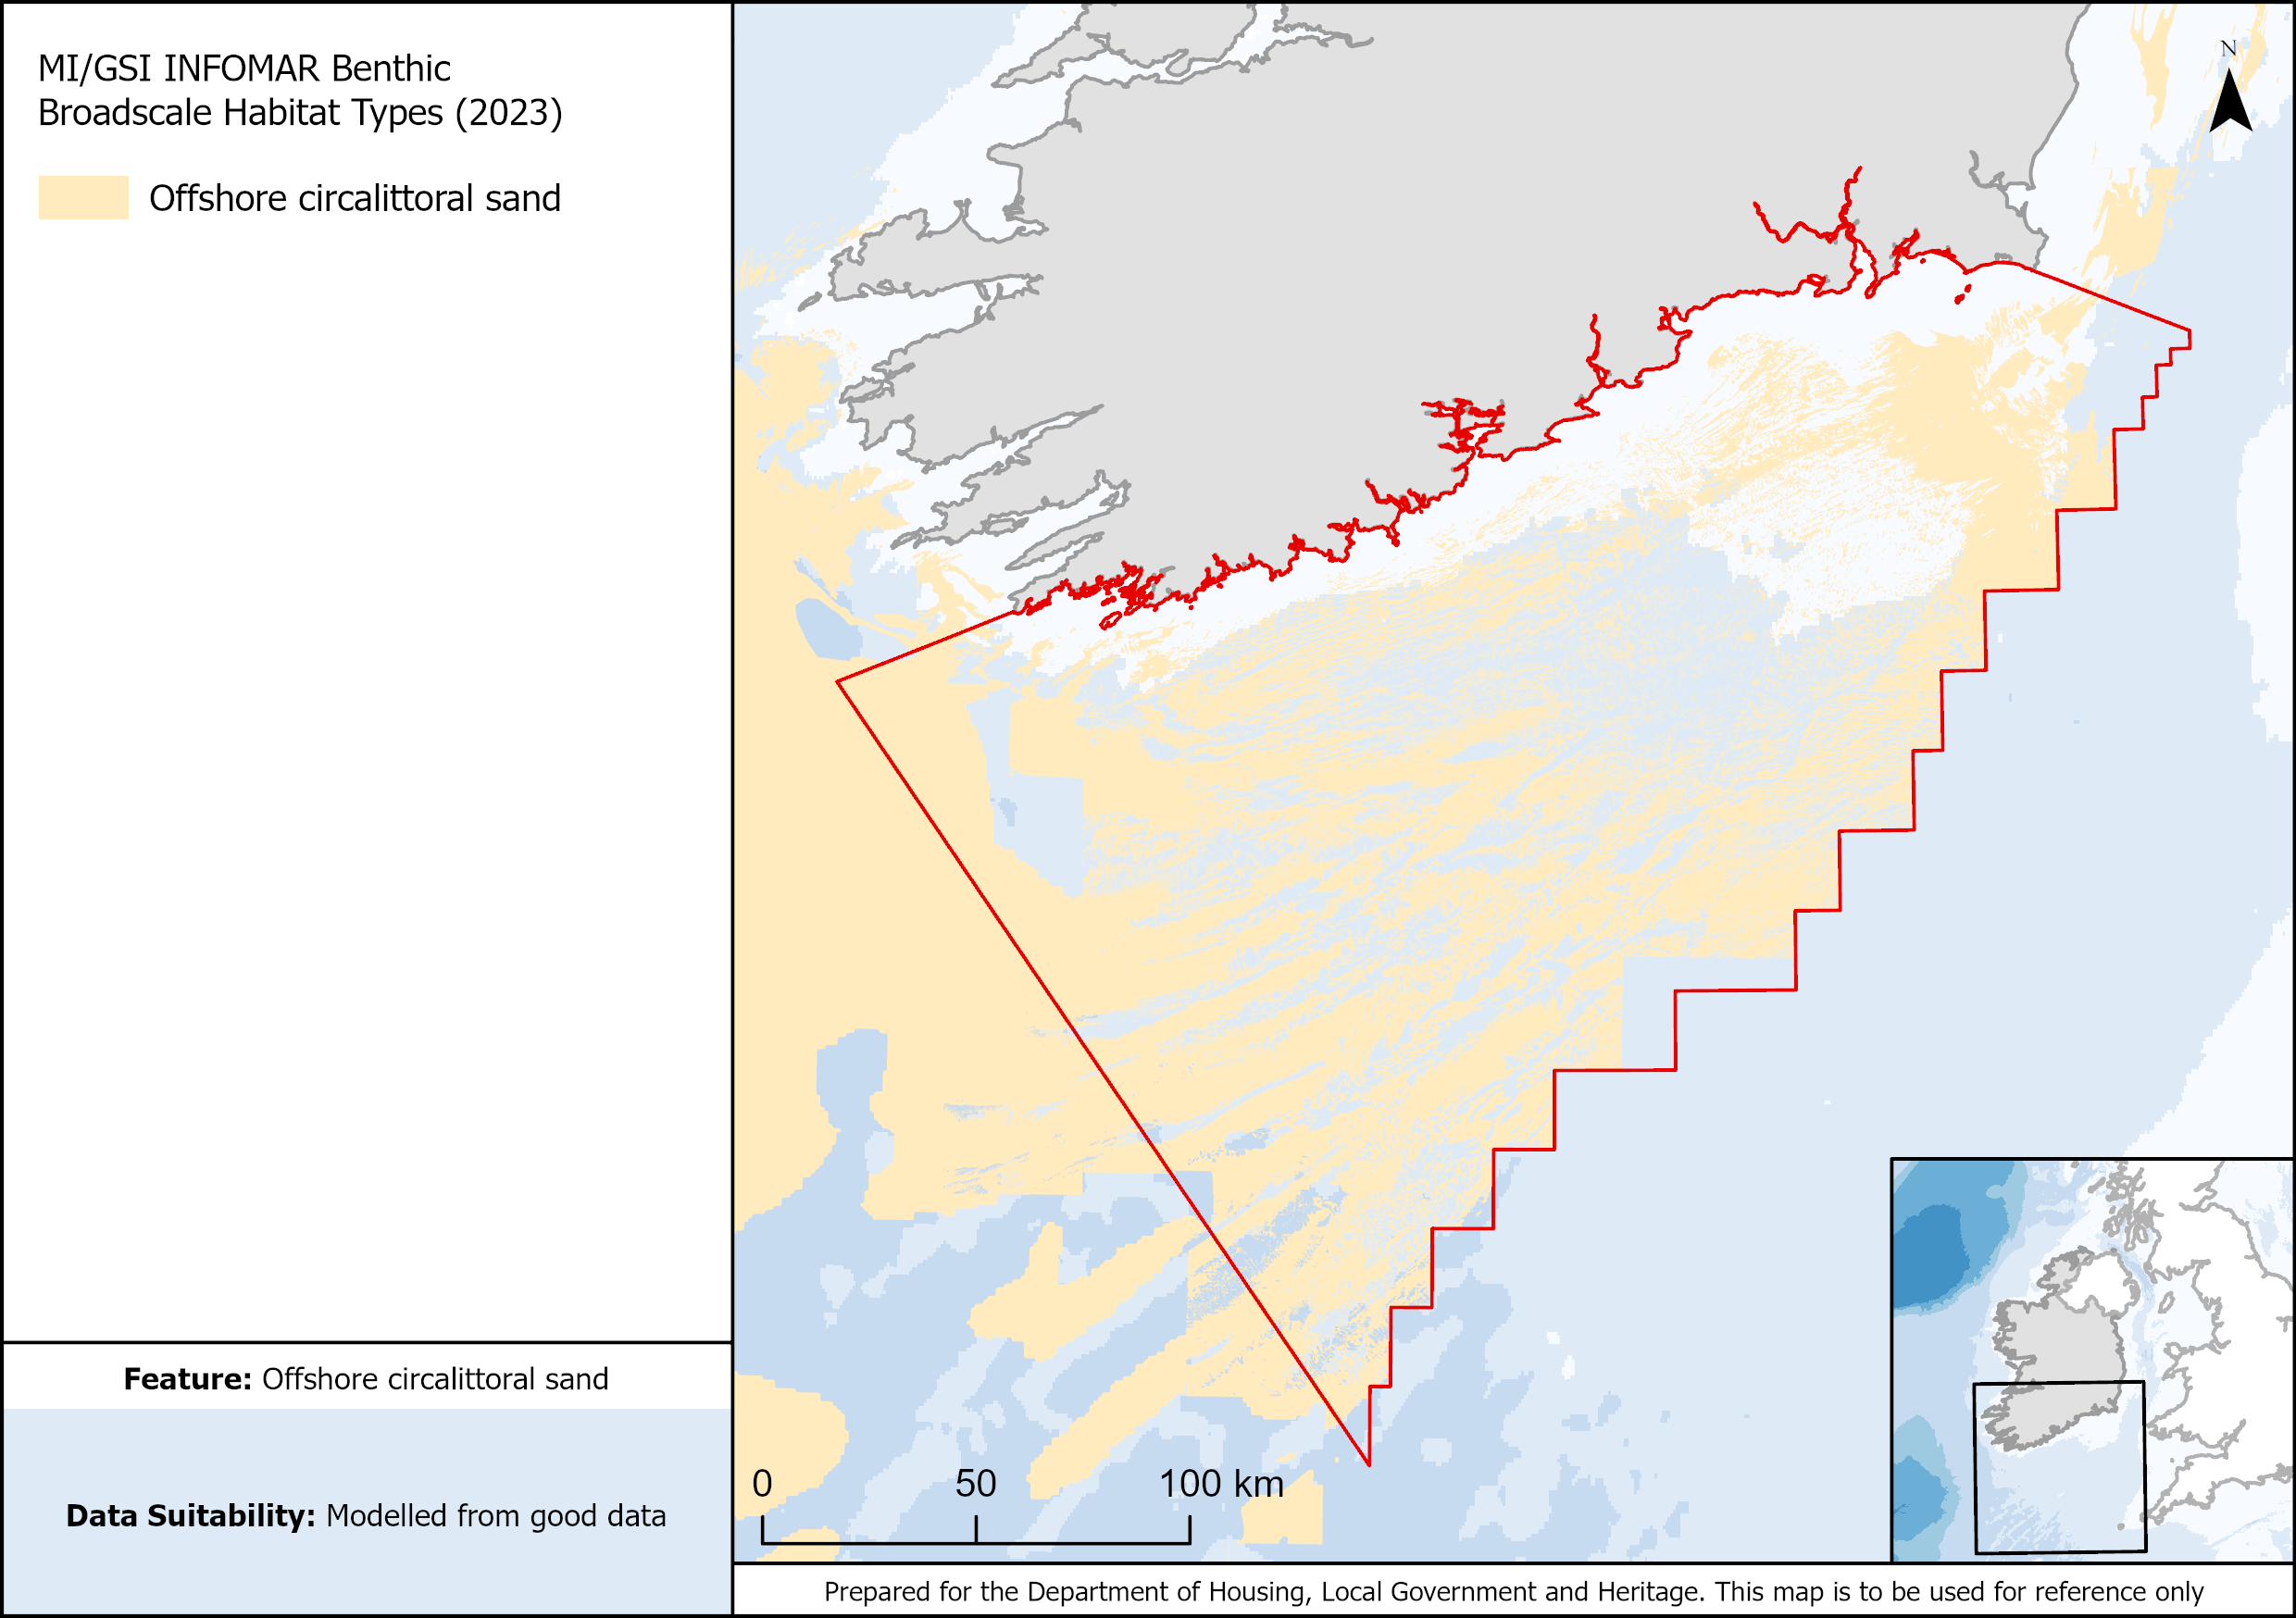 MI/GSI INFOMAR Benthic
Broadscale Habitat Types (2023)
Offshore circalittoral sand
Feature: Offshore circalittoral sand
Data Suitability: Modelled from good data
N
0 50 100 km
Prepared for the Department of Housing, Local Government and Heritage. This map is to be used for reference only